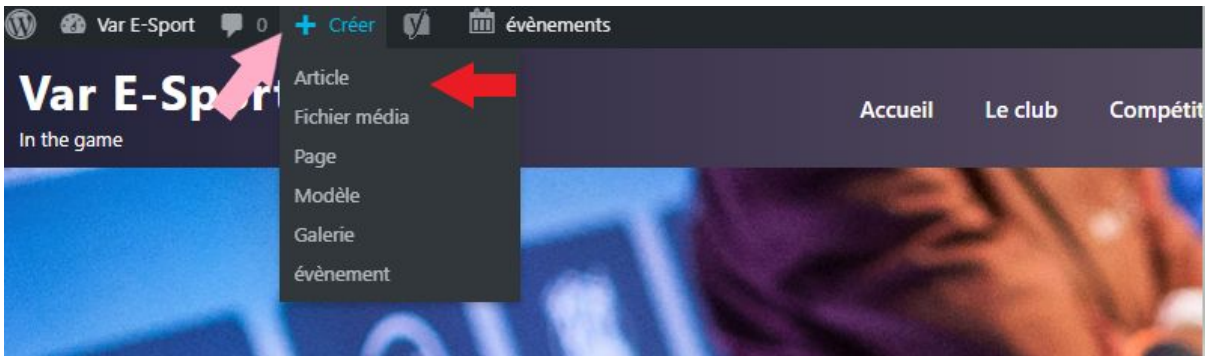 Var E-Sport 0 + Créer évènements
Article
Fichier média
Page
Modèle
Galerie
évènement
Var E-Sport
In the game
Accueil Le club Compétit